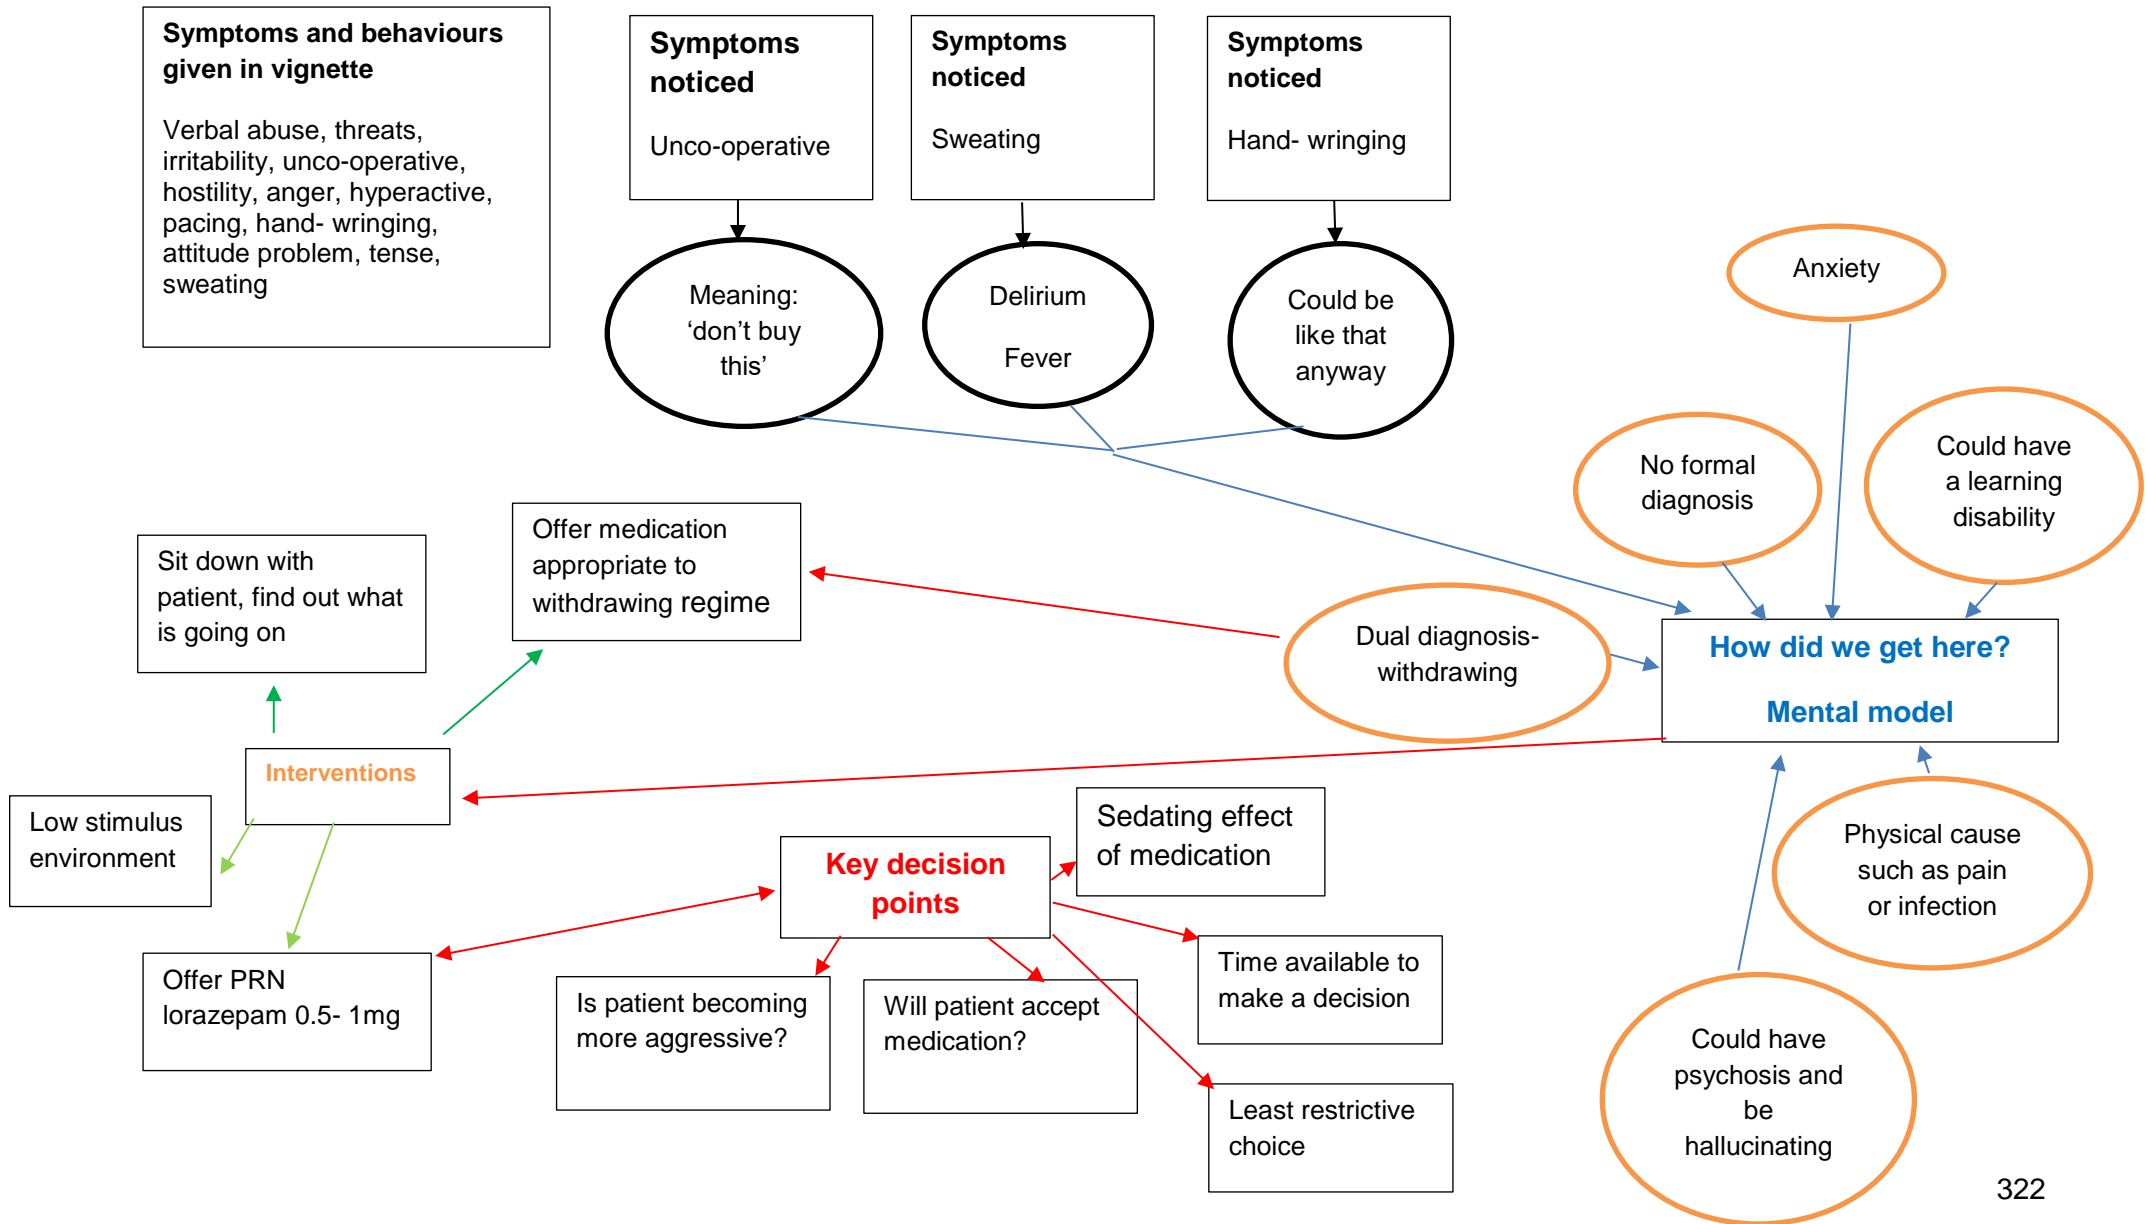 Symptoms and behaviours
given in vignette
Verbal abuse, threats,
irritability, unco-operative,
hostility, anger, hyperactive,
pacing, hand- wringing,
attitude problem, tense,
sweating
Symptoms
noticed
Unco-operative
Symptoms
noticed
Sweating
Symptoms
noticed
Hand- wringing
Meaning:
‘don’t buy
this’
Delirium
Fever
Could be
like that
anyway
Anxiety
No formal
diagnosis
Could have
a learning
disability
Sit down with
patient, find out what
is going on
Offer medication
appropriate to
withdrawing regime
Dual diagnosis-
withdrawing
How did we get here?
Mental model
Interventions
Low stimulus
environment
Offer PRN
lorazepam 0.5- 1mg
Key decision
points
Sedating effect
of medication
Is patient becoming
more aggressive?
Will patient accept
medication?
Time available to
make a decision
Least restrictive
choice
Physical cause
such as pain
or infection
Could have
psychosis and
be
hallucinating
322